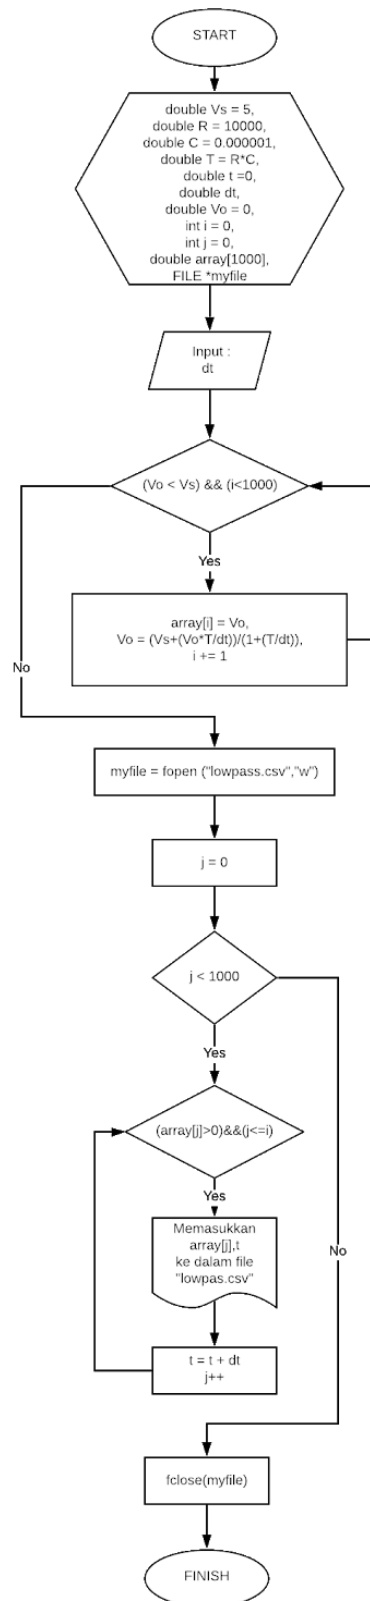 START
double Vs = 5,
double R = 10000,
double C = 0.000001,
double T = R*C,
double t =0,
double dt,
double Vo = 0,
int i = 0,
int j = 0,
double array[1000],
FILE *myfile
Input :
dt
(Vo < Vs) && (i<1000)
Yes
array[i] = Vo,
Vo = (Vs+(Vo*T/dt))/(1+(T/dt)),
i += 1
No
myfile = fopen ("lowpass.csv","w")
j = 0
j < 1000
Yes
(array[j]>0)&&(j<=i)
Yes
Memasukkan
array[j],t
ke dalam file
"lowpas.csv"
No
t = t + dt
j++
fclose(myfile)
FINISH